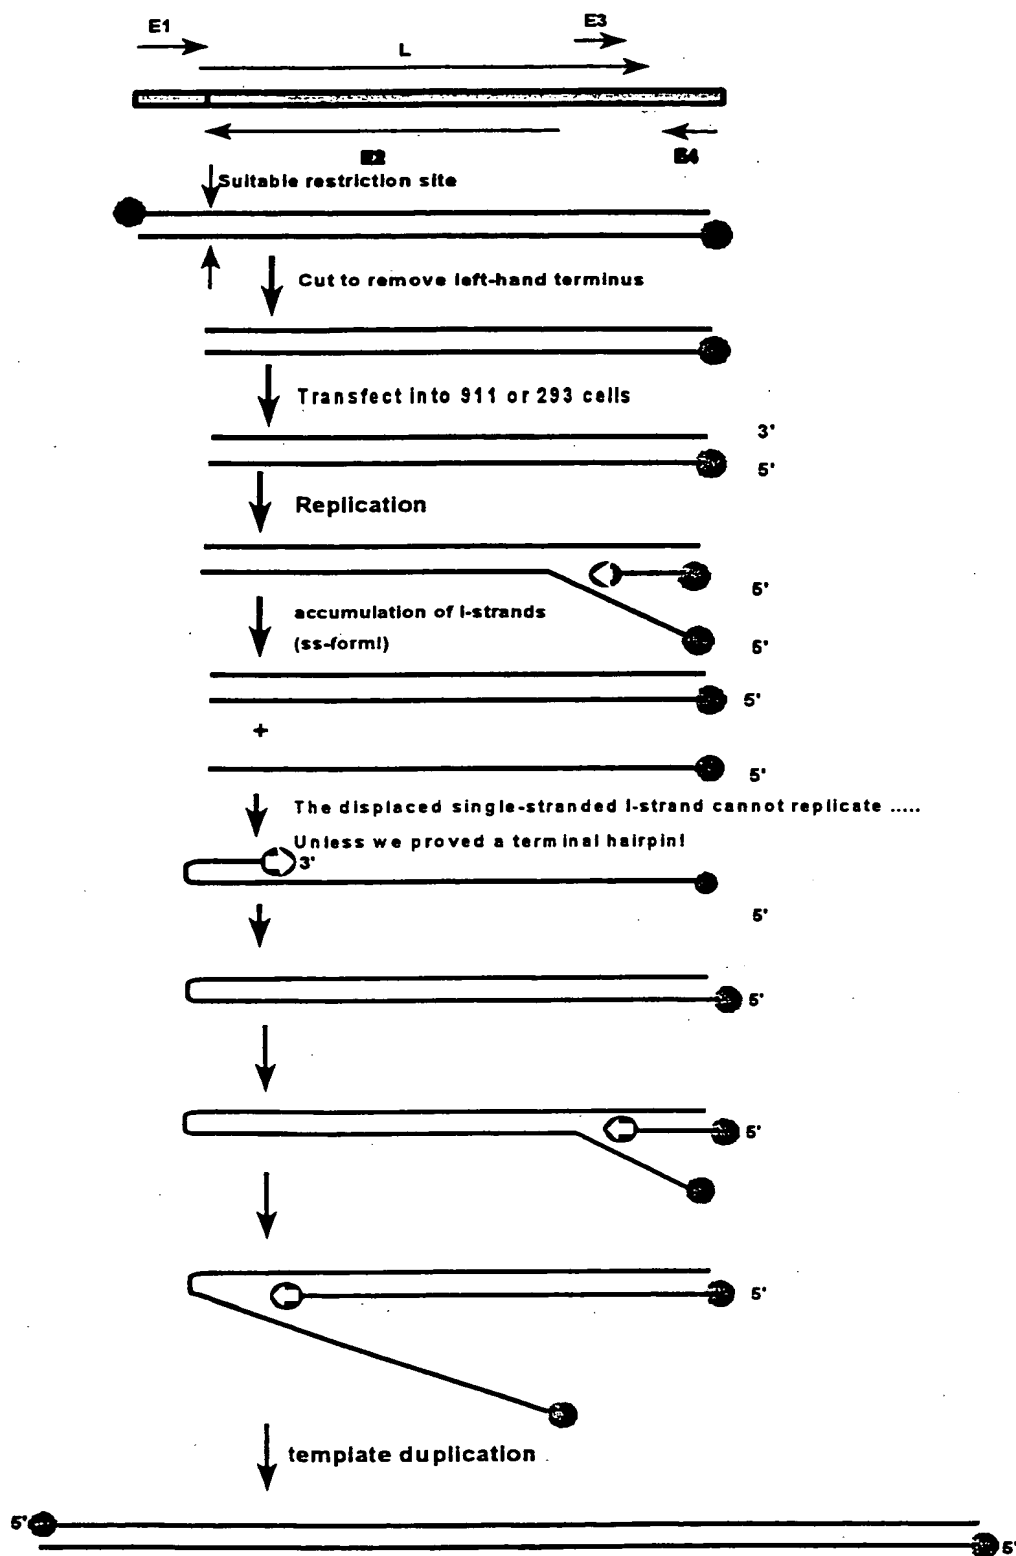 E1
E3
L
E2
E4
Suitable restriction site
Cut to remove left-hand terminus
Transfect into 911 or 293 cells
3'
5'
Replication
5'
accumulation of l-strands
(ss-form!)
5'
5'
+
5'
The displaced single-stranded l-strand cannot replicate .....
Unless we proved a terminal hairpin!
3'
5'
5'
5'
5'
template duplication
5'
5'